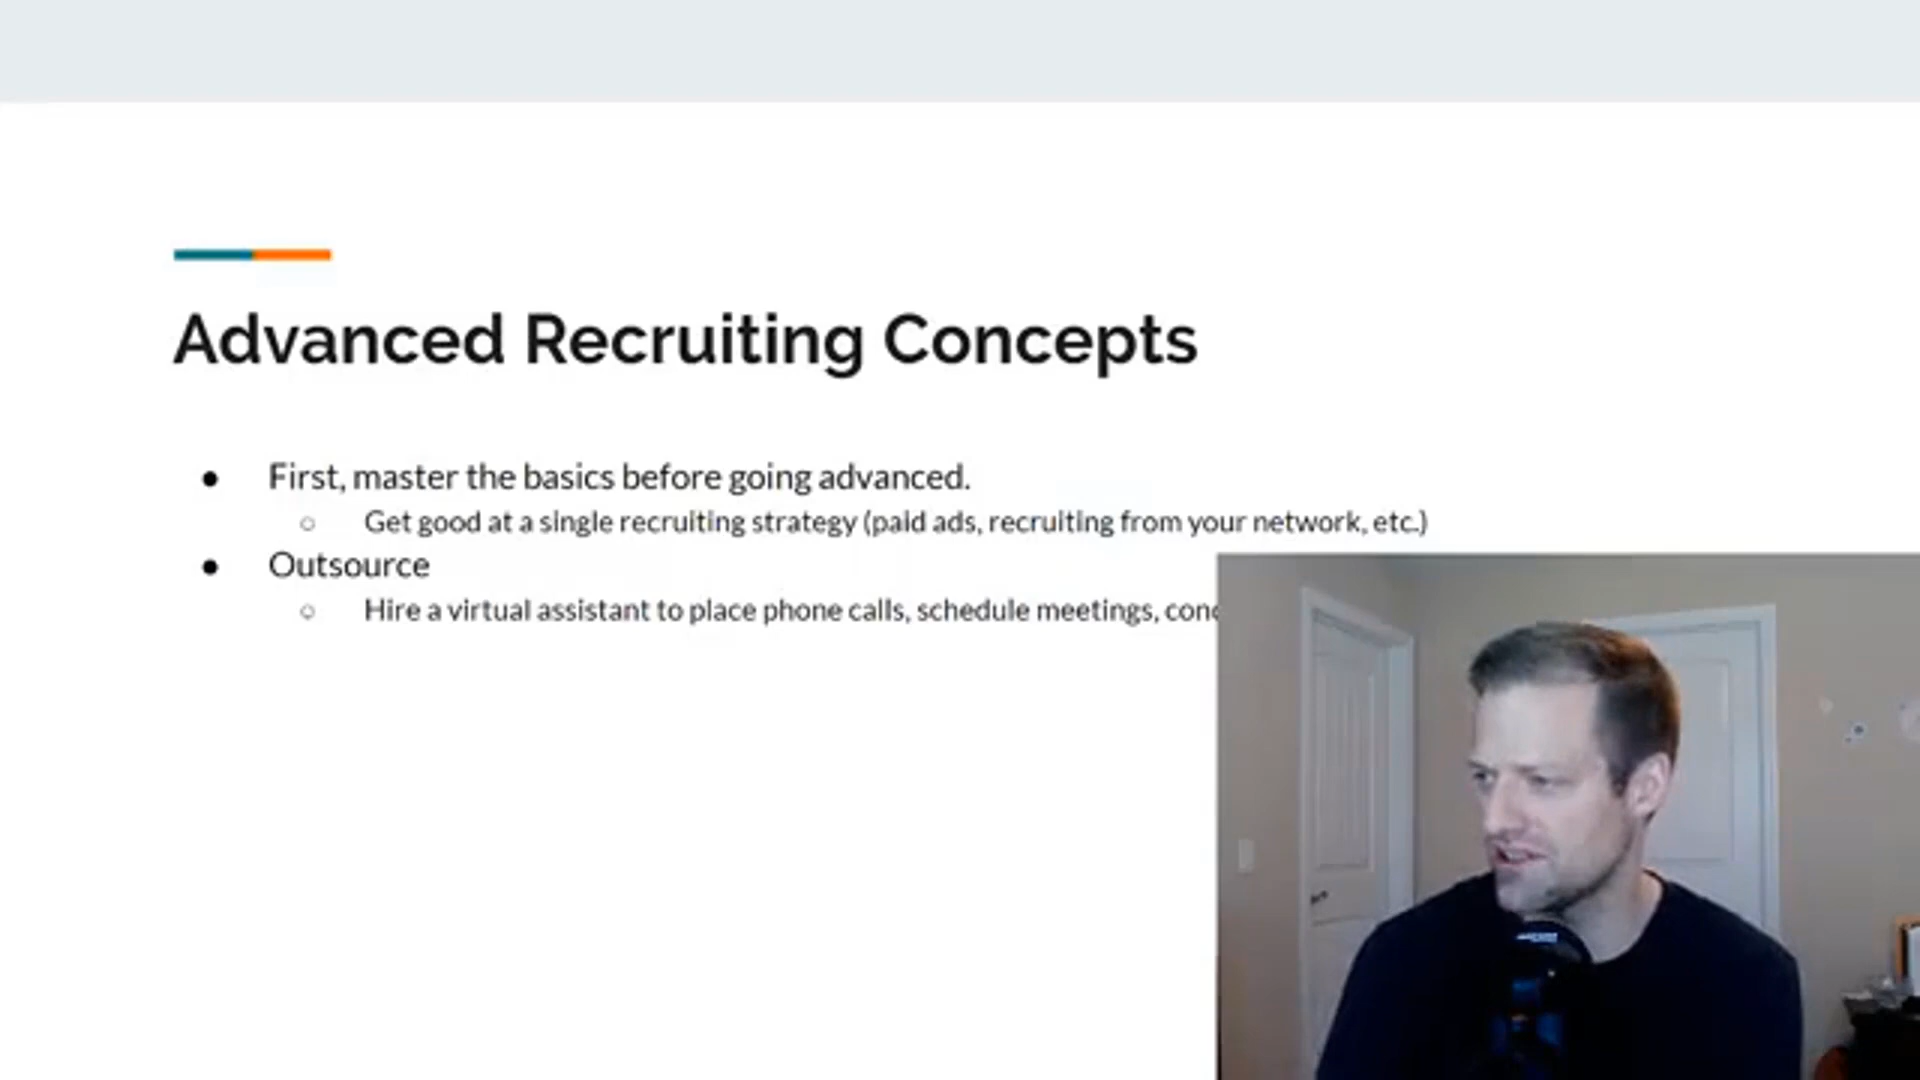 Advanced Recruiting Concepts
● First, master the basics before going advanced.
○ Get good at a single recruiting strategy (paid ads, recruiting from your network, etc.)
● Outsource
○ Hire a virtual assistant to place phone calls, schedule meetings,